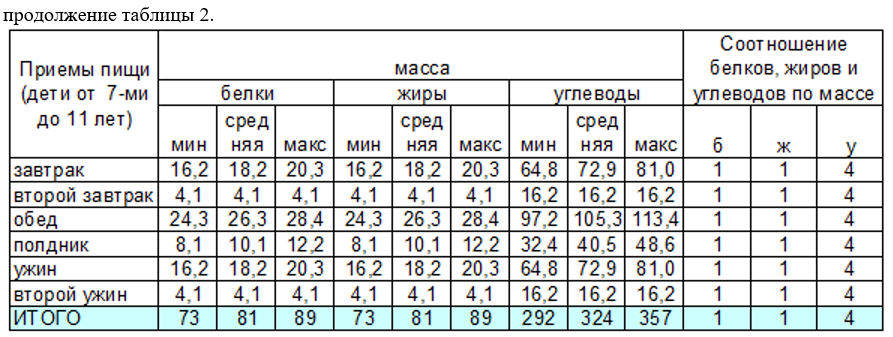 продолжение таблицы 2.
Приемы пищи (дети от 7-ми до 11 лет) масса Соотношение белков, жиров и углеводов по массе
белки жиры углеводы
мин сред няя макс мин сред няя макс мин сред няя макс б ж у
завтрак 16,2 18,2 20,3 16,2 18,2 20,3 64,8 72,9 81,0 1 1 4
второй завтрак 4,1 4,1 4,1 4,1 4,1 4,1 16,2 16,2 16,2 1 1 4
обед 24,3 26,3 28,4 24,3 26,3 28,4 97,2 105,3 113,4 1 1 4
полдник 8,1 10,1 12,2 8,1 10,1 12,2 32,4 40,5 48,6 1 1 4
ужин 16,2 18,2 20,3 16,2 18,2 20,3 64,8 72,9 81,0 1 1 4
второй ужин 4,1 4,1 4,1 4,1 4,1 4,1 16,2 16,2 16,2 1 1 4
ИТОГО 73 81 89 73 81 89 292 324 357 1 1 4